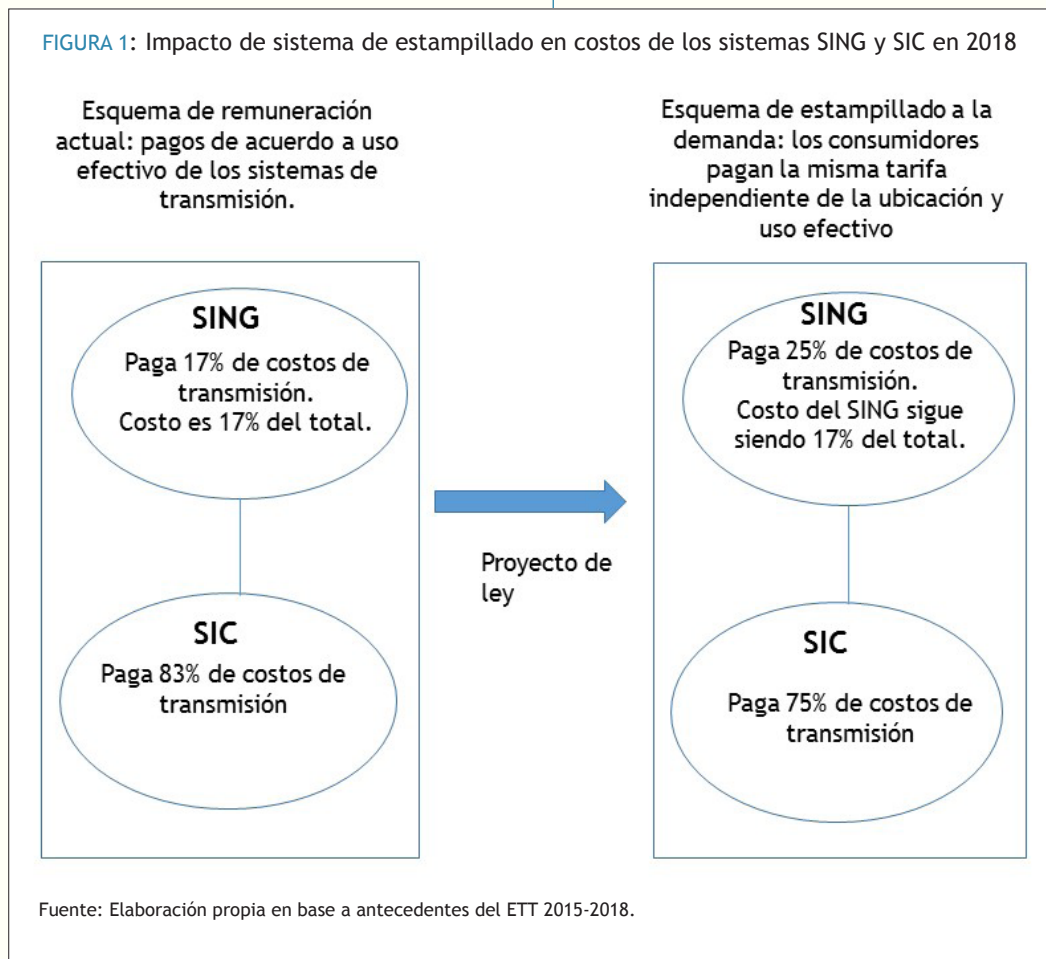 FIGURA 1: Impacto de sistema de estampillado en costos de los sistemas SING y SIC en 2018
Esquema de remuneración
actual: pagos de acuerdo a uso
efectivo de los sistemas de
transmisión.
SING
Paga 17% de costos de
transmisión.
Costo es 17% del total.
SIC
Paga 83% de costos de
transmisión
Proyecto de
ley
Esquema de estampillado a la
demanda: los consumidores
pagan la misma tarifa
independiente de la ubicación y
uso efectivo
SING
Paga 25% de costos de
transmisión.
Costo del SING sigue
siendo 17% del total.
SIC
Paga 75% de costos de
transmisión
Fuente: Elaboración propia en base a antecedentes del ETT 2015-2018.